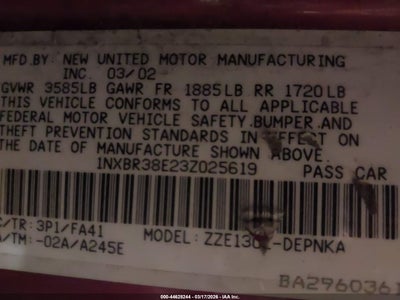 MFD.BY: NEW UNITED MOTOR MANUFACTURING
INC. 03/02
GVWR 3585LB GAWR FR 1885LB RR 1720LB
THIS VEHICLE CONFORMS TO ALL APPLICABLE
FEDERAL MOTOR VEHICLE SAFETY, BUMPER, AND
THEFT PREVENTION STANDARDS IN EFFECT ON
THE DATE OF MANUFACTURE SHOWN ABOVE.
1NXBR38E23Z025619 PASS CAR
C/TR: 3P1/FA41 MODEL: -DEPNKA
A/TM: -02A/A245E
BA2960361
000-44628244 - 03/17/2026 - IAA Inc.